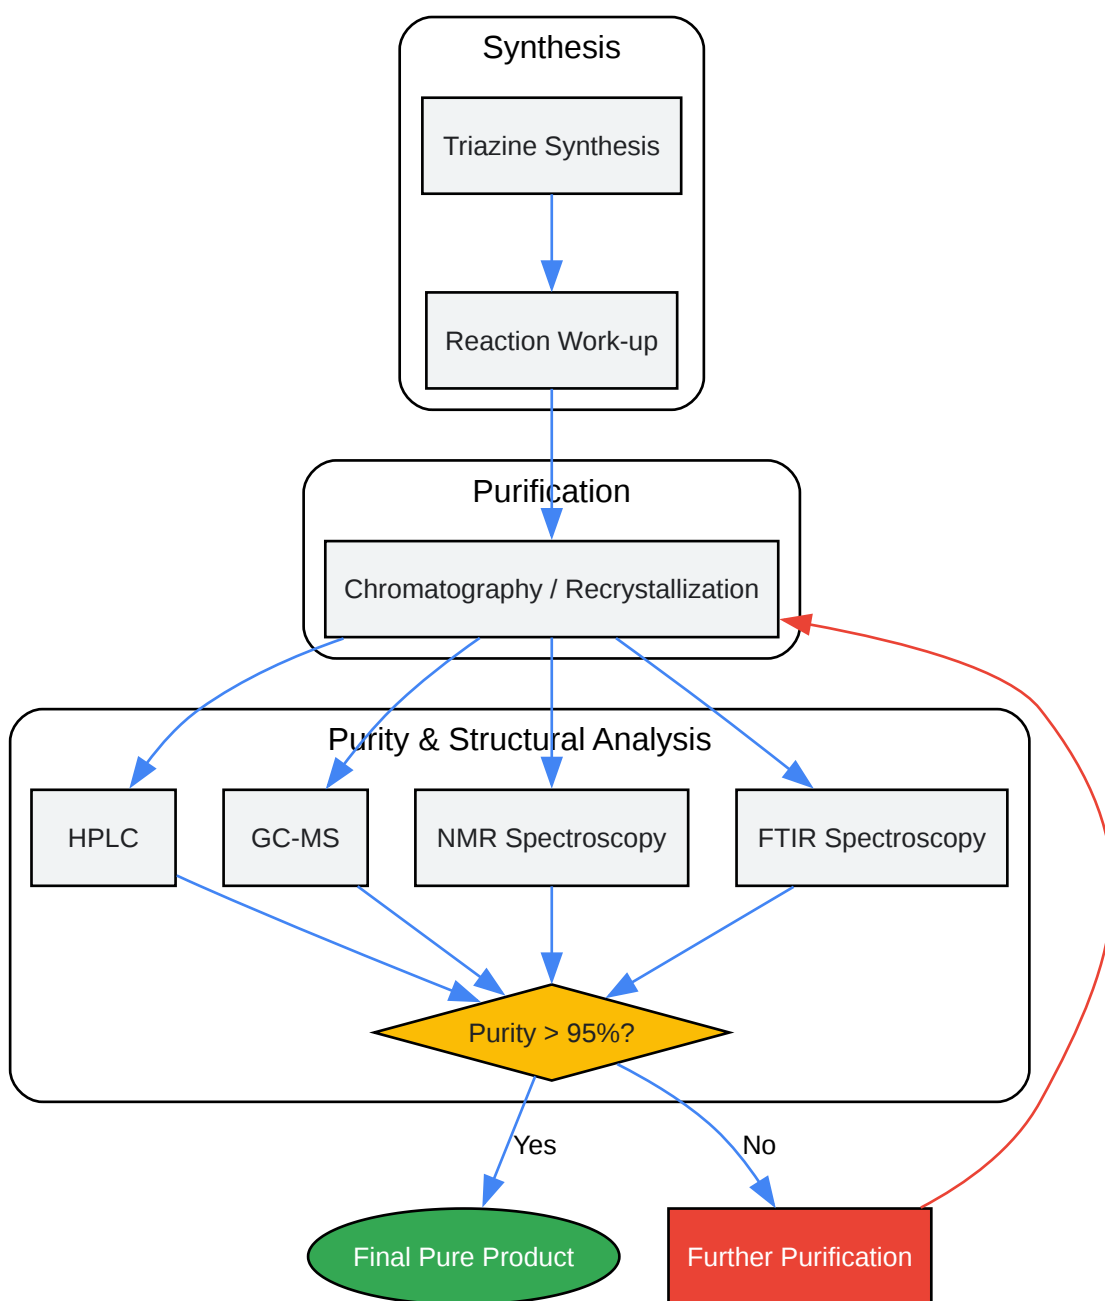 Synthesis
Triazine Synthesis
Reaction Work-up
Purification
Chromatography / Recrystallization
Purity & Structural Analysis
HPLC
GC-MS
NMR Spectroscopy
FTIR Spectroscopy
Purity > 95%?
Yes
No
Final Pure Product
Further Purification